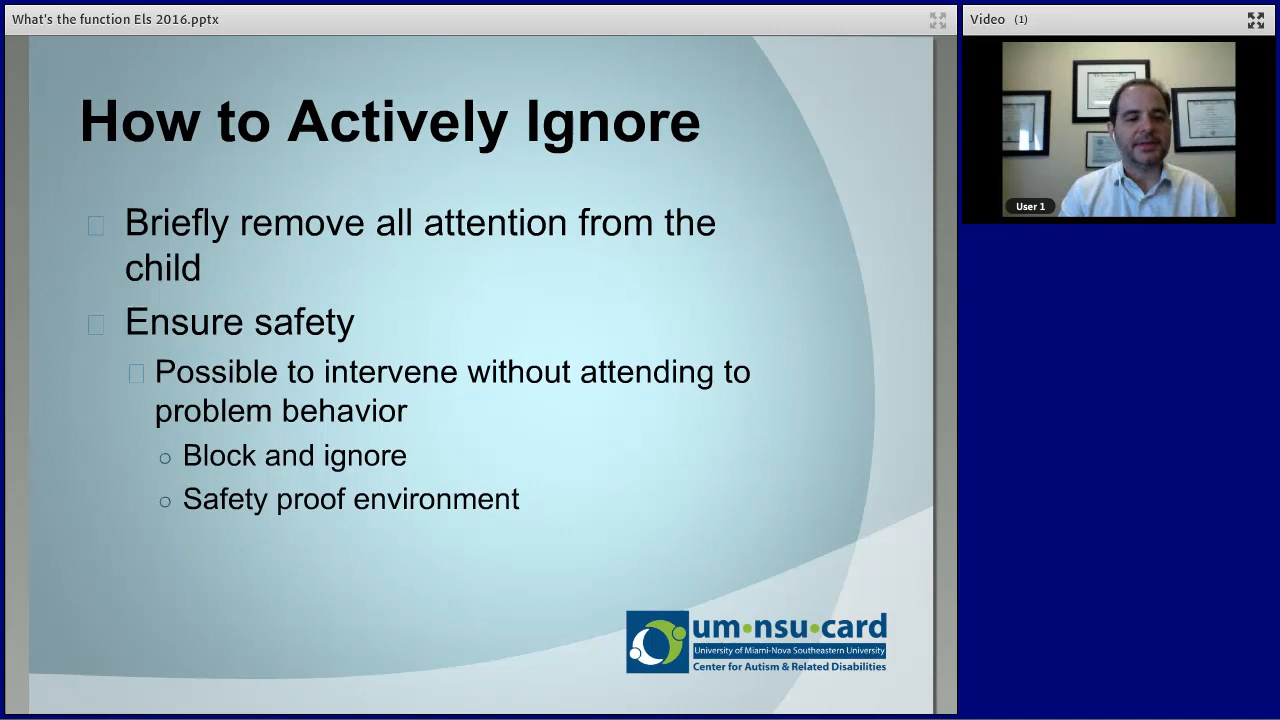 What's the function Els 2016.pptx
Video (1)
How to Actively Ignore
Briefly remove all attention from the
child
Ensure safety
Possible to intervene without attending to
problem behavior
Block and ignore
Safety proof environment
User 1
um•nsu•card
University of Miami-Nova Southeastern University
Center for Autism & Related Disabilities